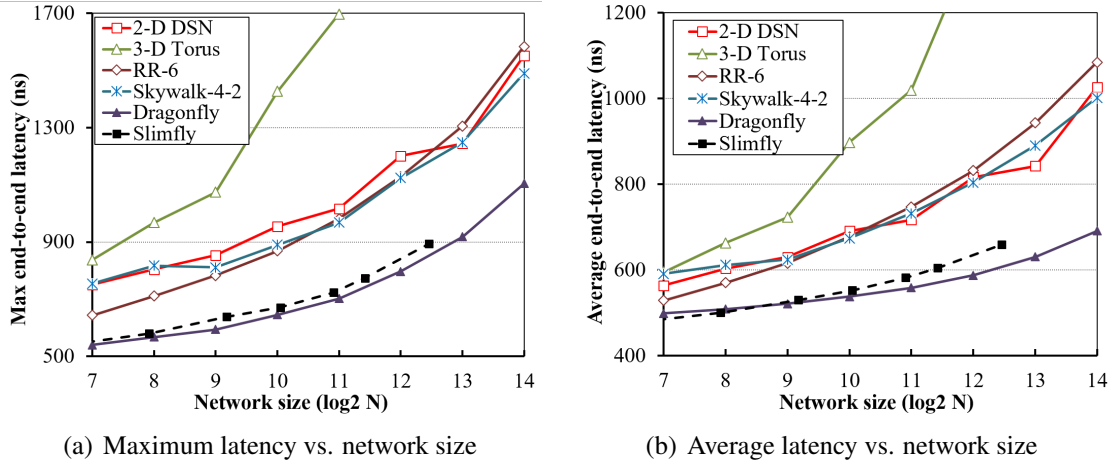 1700
1300
900
500
Max end-to-end latency (ns)
2-D DSN
3-D Torus
RR-6
Skywalk-4-2
Dragonfly
Slimfly
7 8 9 10 11 12 13 14
Network size (log2 N)
(a) Maximum latency vs. network size
1200
1000
800
600
400
Average end-to-end latency (ns)
2-D DSN
3-D Torus
RR-6
Skywalk-4-2
Dragonfly
Slimfly
7 8 9 10 11 12 13 14
Network size (log2 N)
(b) Average latency vs. network size